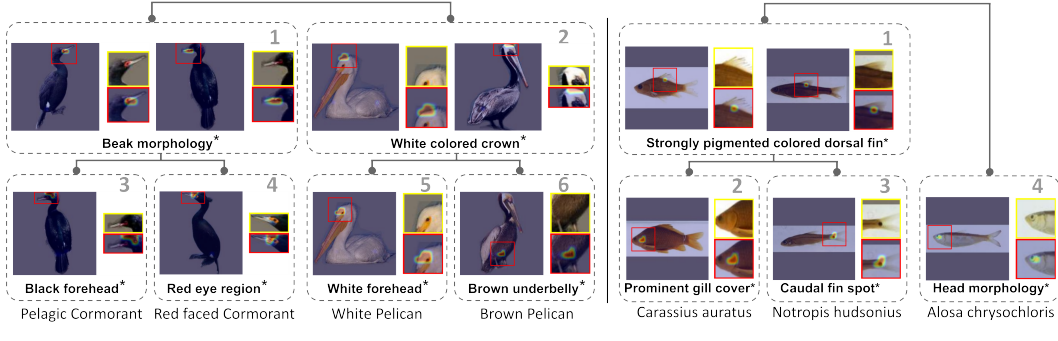 1
2
1
Beak morphology*
White colored crown*
Strongly pigmented colored dorsal fin*
3
4
5
6
2
3
4
Black forehead*
Red eye region*
White forehead*
Brown underbelly*
Prominent gill cover*
Caudal fin spot*
Head morphology*
Pelagic Cormorant
Red faced Cormorant
White Pelican
Brown Pelican
Carassius auratus
Notropis hudsonius
Alosa chrysochloris